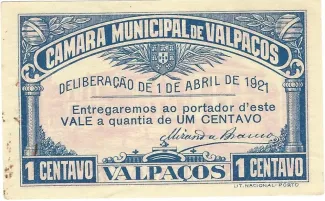 CAMARA MUNICIPAL DE VALPAÇOS
DELIBERAÇÃO DE 1 DE ABRIL DE 1921
Entregaremos ao portador d'este
VALE a quantia de UM CENTAVO
1 CENTAVO VALPAÇOS 1 CENTAVO
LIT. NACIONAL-PORTO